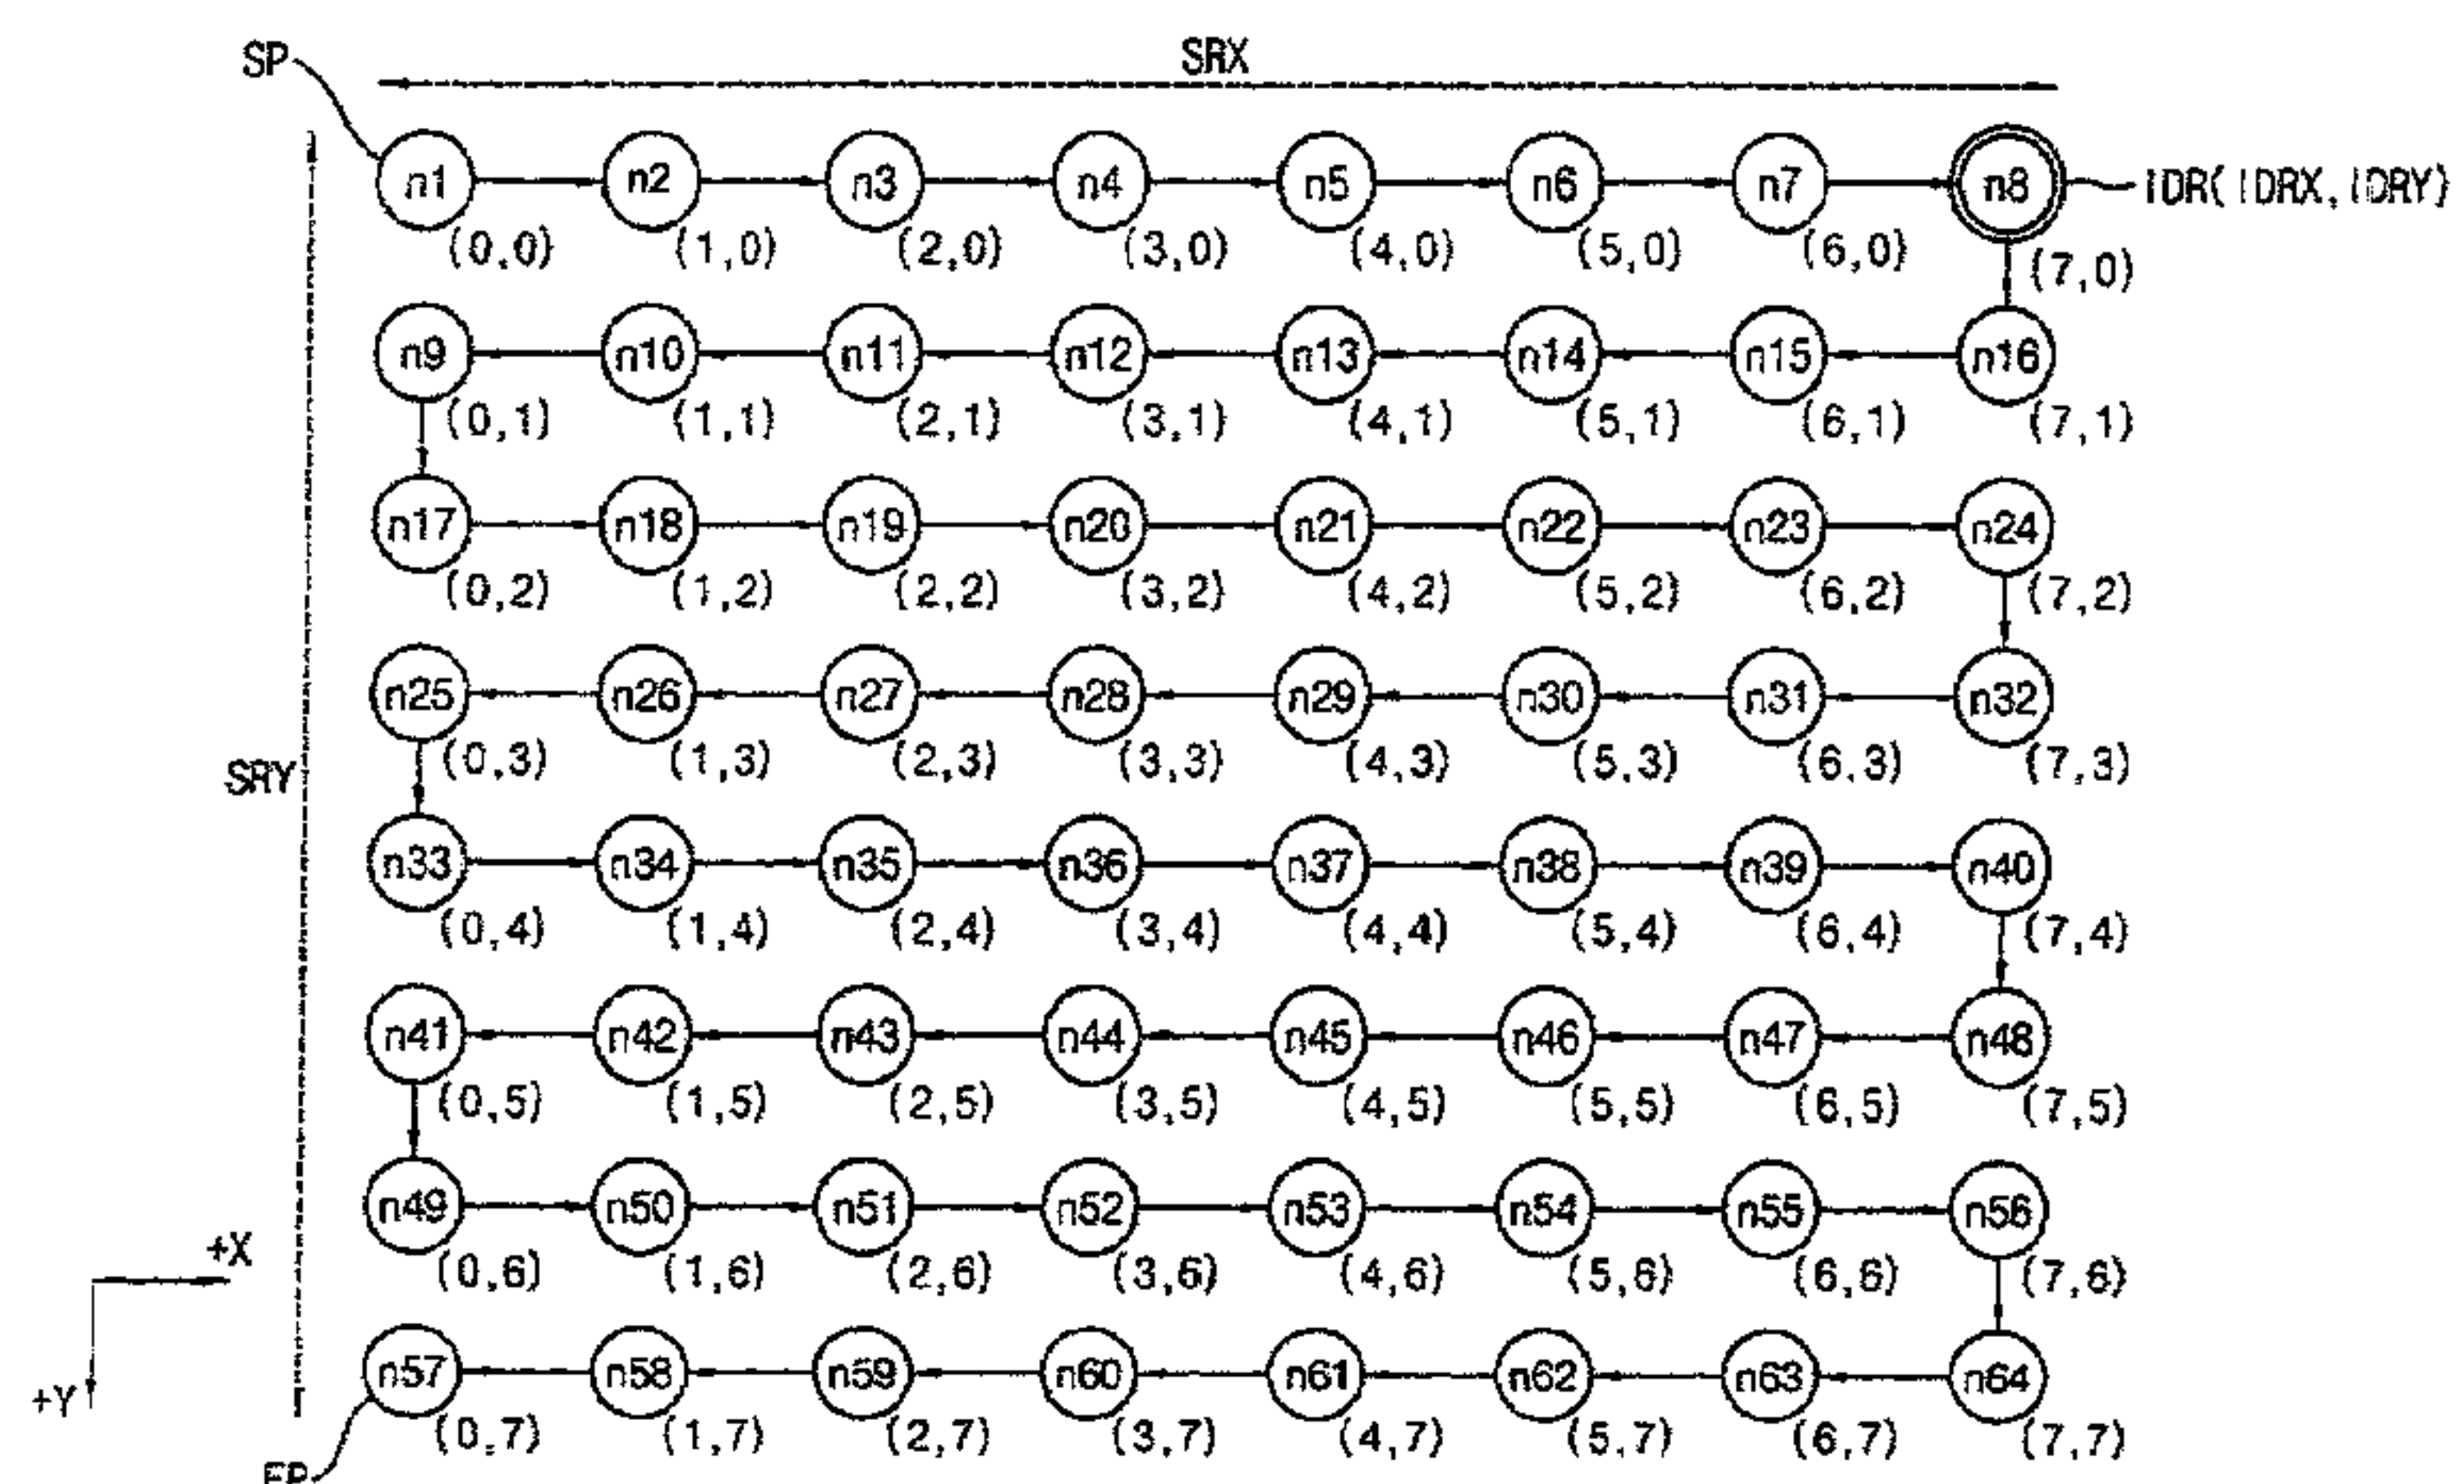 SP
SRX
n1 n2 n3 n4 n5 n6 n7 n8 IDR(IDRX,IDRY)
(0,0) (1,0) (2,0) (3,0) (4,0) (5,0) (6,0) (7,0)
n9 n10 n11 n12 n13 n14 n15 n16
(0,1) (1,1) (2,1) (3,1) (4,1) (5,1) (6,1) (7,1)
n17 n18 n19 n20 n21 n22 n23 n24
(0,2) (1,2) (2,2) (3,2) (4,2) (5,2) (6,2) (7,2)
n25 n26 n27 n28 n29 n30 n31 n32
SRY
(0,3) (1,3) (2,3) (3,3) (4,3) (5,3) (6,3) (7,3)
n33 n34 n35 n36 n37 n38 n39 n40
(0,4) (1,4) (2,4) (3,4) (4,4) (5,4) (6,4) (7,4)
n41 n42 n43 n44 n45 n46 n47 n48
(0,5) (1,5) (2,5) (3,5) (4,5) (5,5) (6,5) (7,5)
n49 n50 n51 n52 n53 n54 n55 n56
+X
(0,6) (1,6) (2,6) (3,6) (4,6) (5,6) (6,6) (7,6)
n57 n58 n59 n60 n61 n62 n63 n64
+Y
(0,7) (1,7) (2,7) (3,7) (4,7) (5,7) (6,7) (7,7)